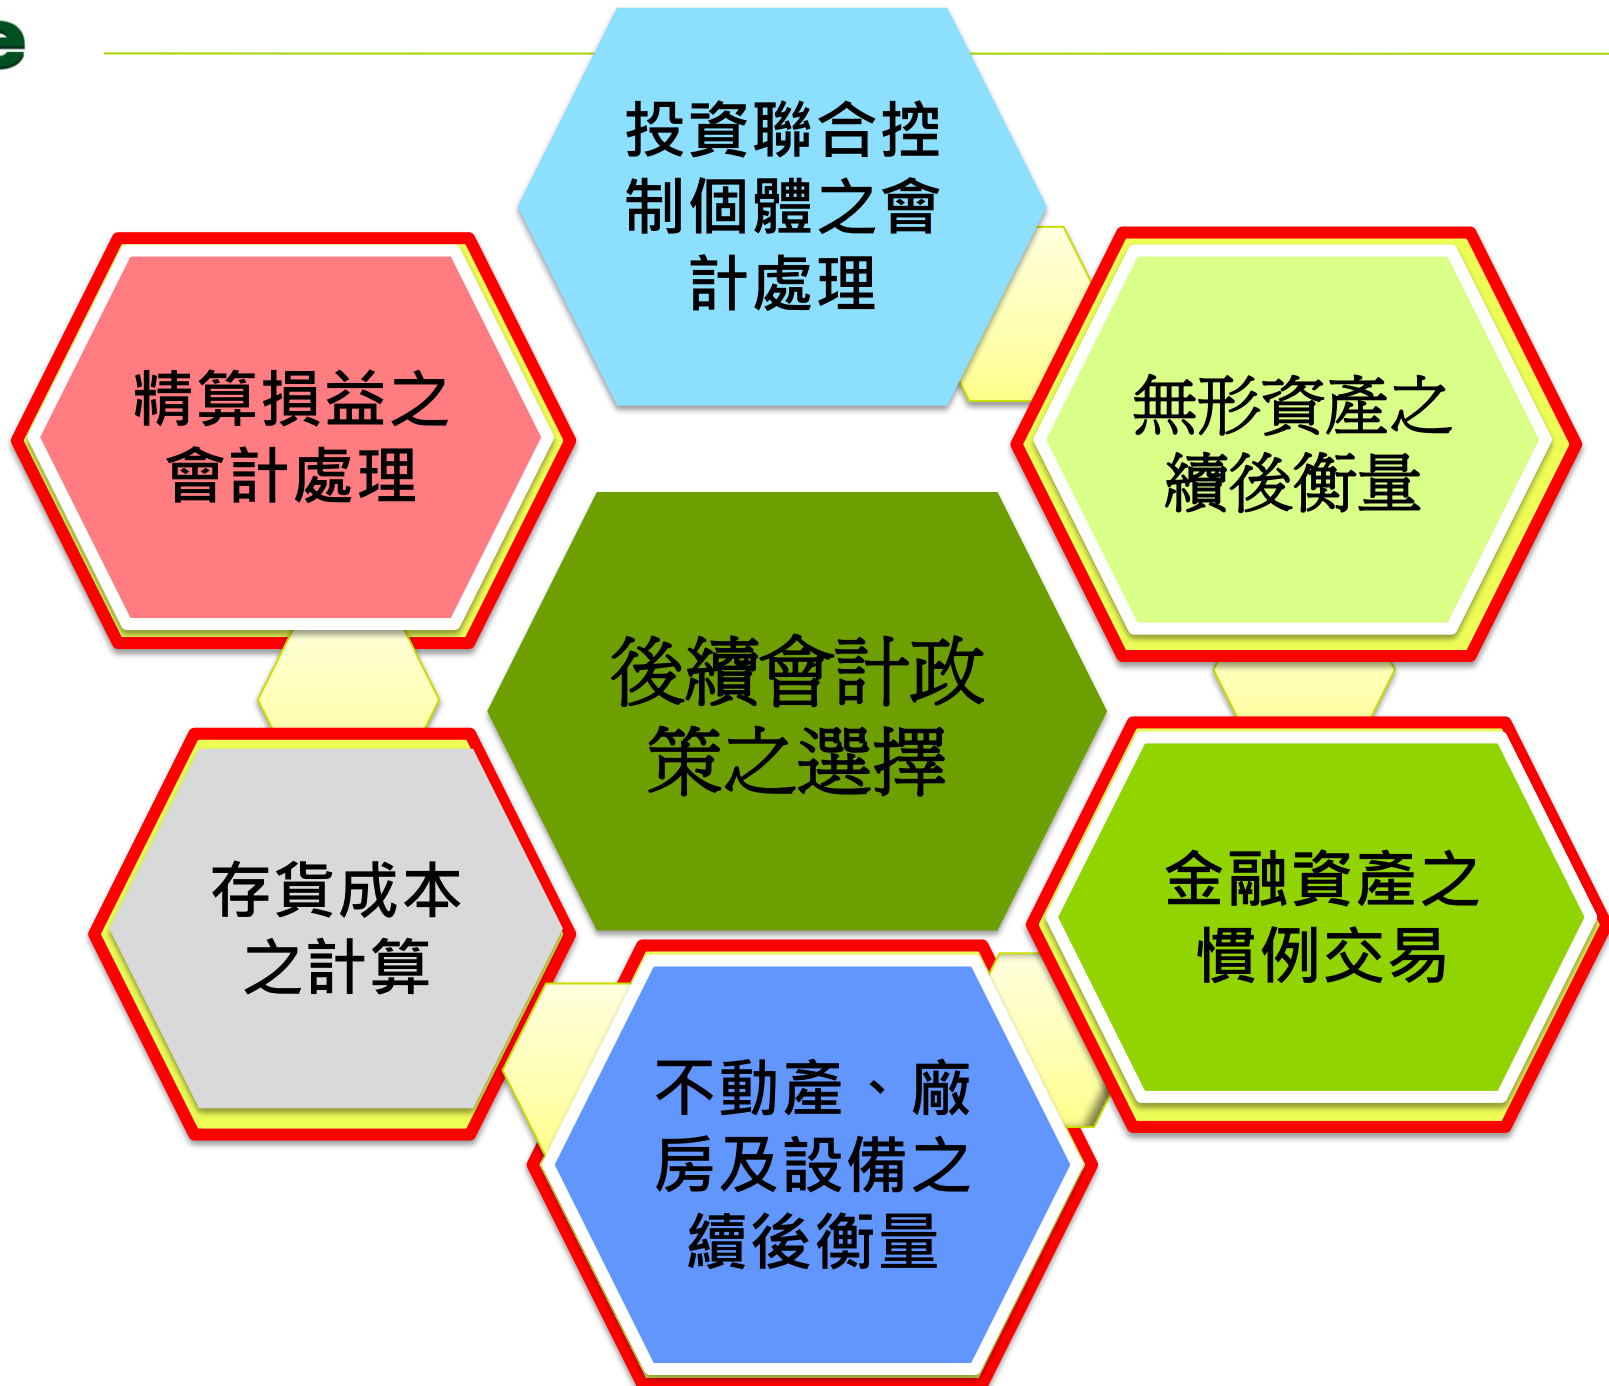 e
投資聯合控
制個體之會
計處理
精算損益之
會計處理
無形資產之
續後衡量
後續會計政
策之選擇
存貨成本
之計算
金融資產之
慣例交易
不動產、廠
房及設備之
續後衡量